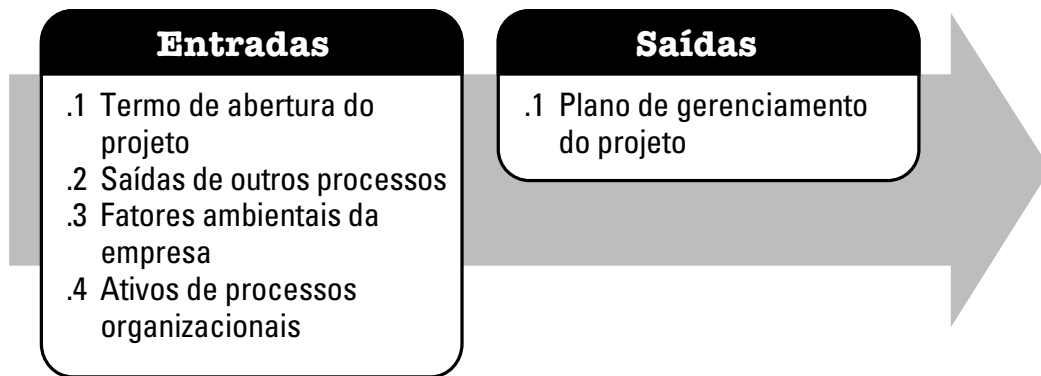 Entradas
.1 Termo de abertura do
projeto
.2 Saídas de outros processos
.3 Fatores ambientais da
empresa
.4 Ativos de processos
organizacionais
Saídas
.1 Plano de gerenciamento
do projeto